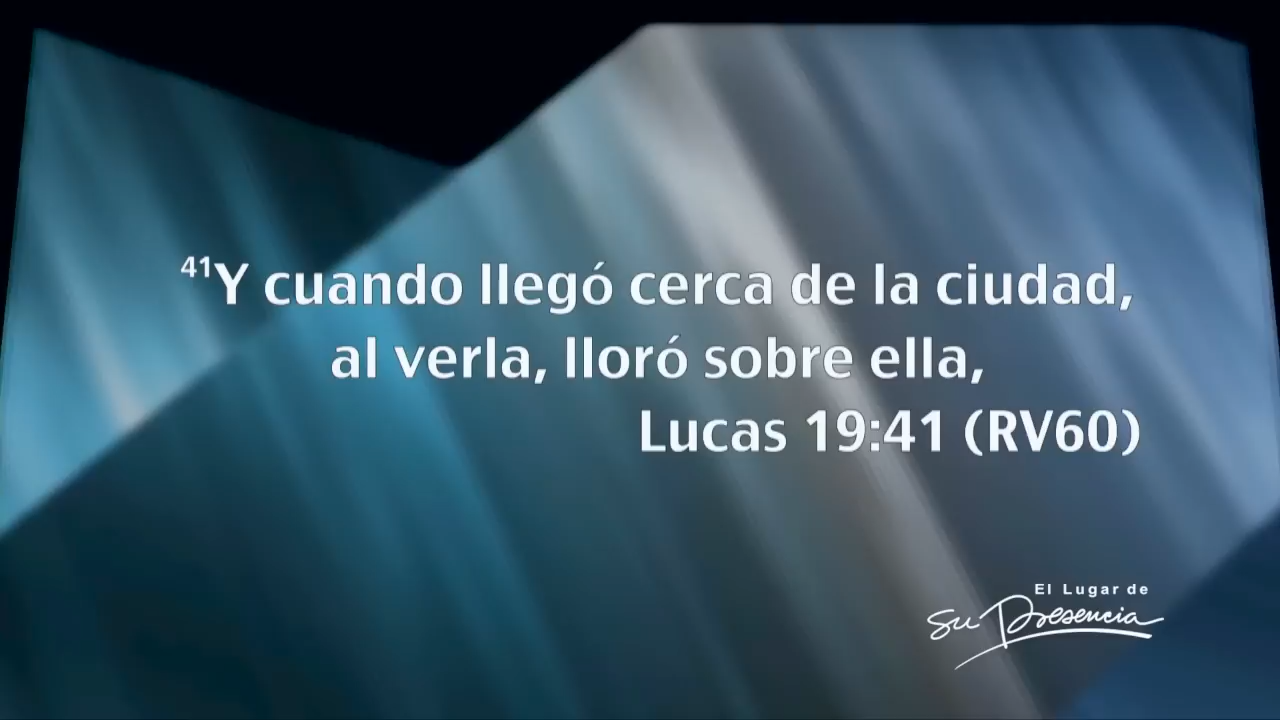 ⁴¹Y cuando llegó cerca de la ciudad,
al verla, lloró sobre ella,
Lucas 19:41 (RV60)
El Lugar de
Su Presencia